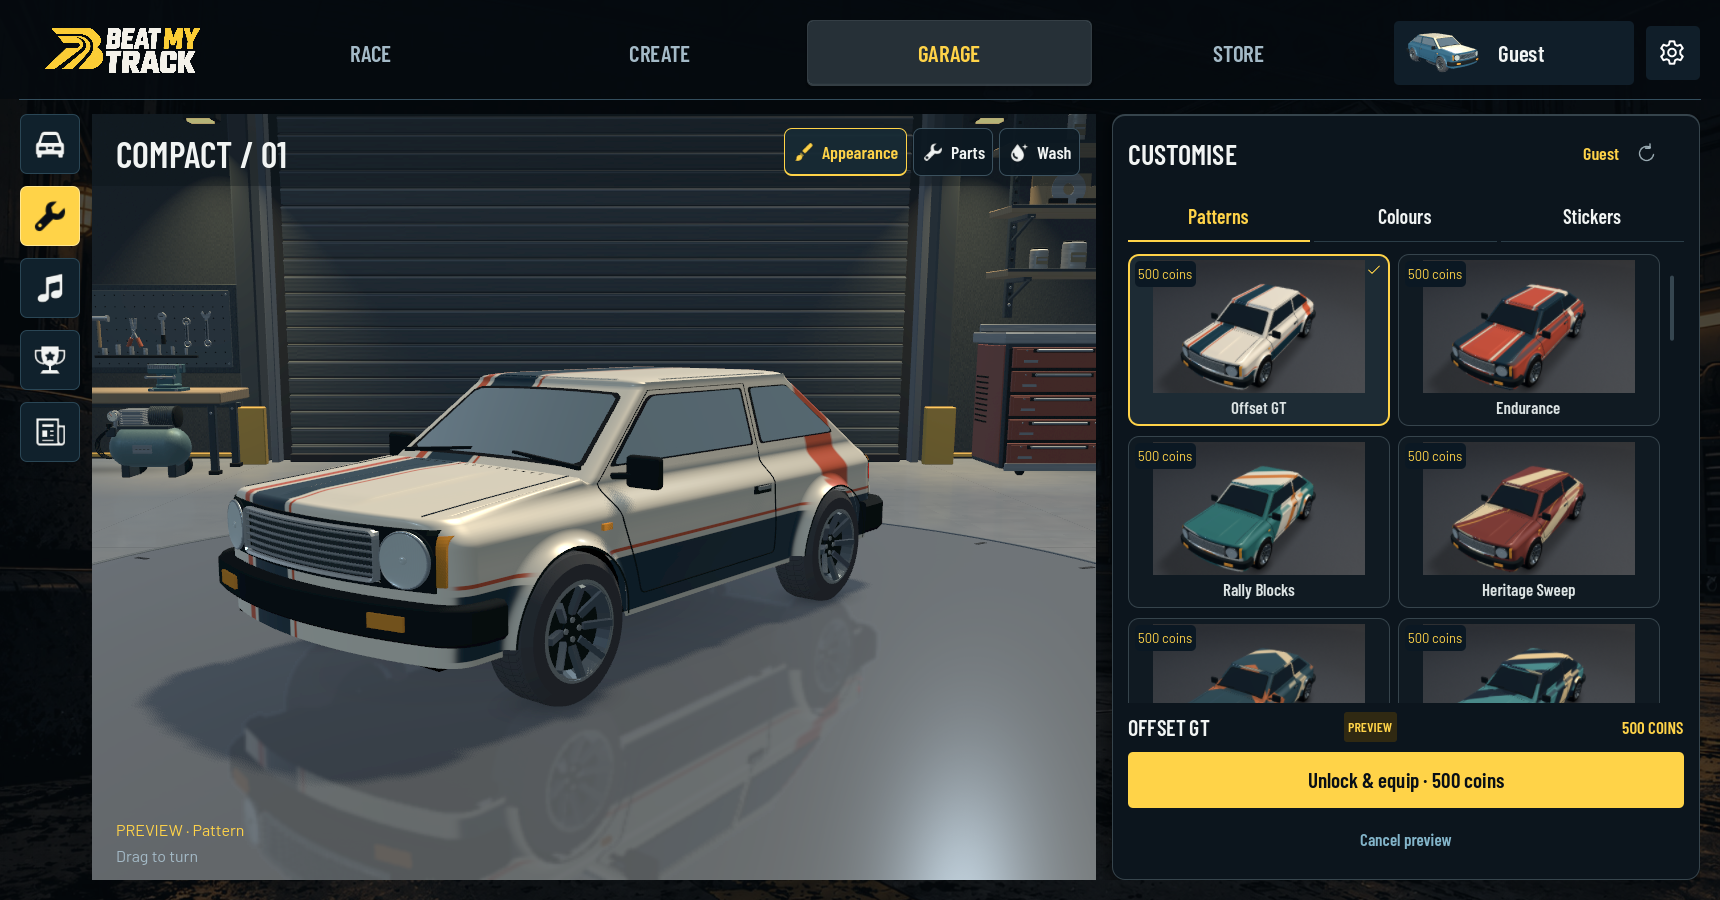 BEAT MY
TRACK
RACE
CREATE
GARAGE
STORE
Guest
COMPACT / 01
Appearance
Parts
Wash
CUSTOMISE
Guest
Patterns
Colours
Stickers
500 coins
Offset GT
500 coins
Endurance
500 coins
Rally Blocks
500 coins
Heritage Sweep
500 coins
500 coins
OFFSET GT
PREVIEW
500 COINS
Unlock & equip · 500 coins
Cancel preview
PREVIEW · Pattern
Drag to turn